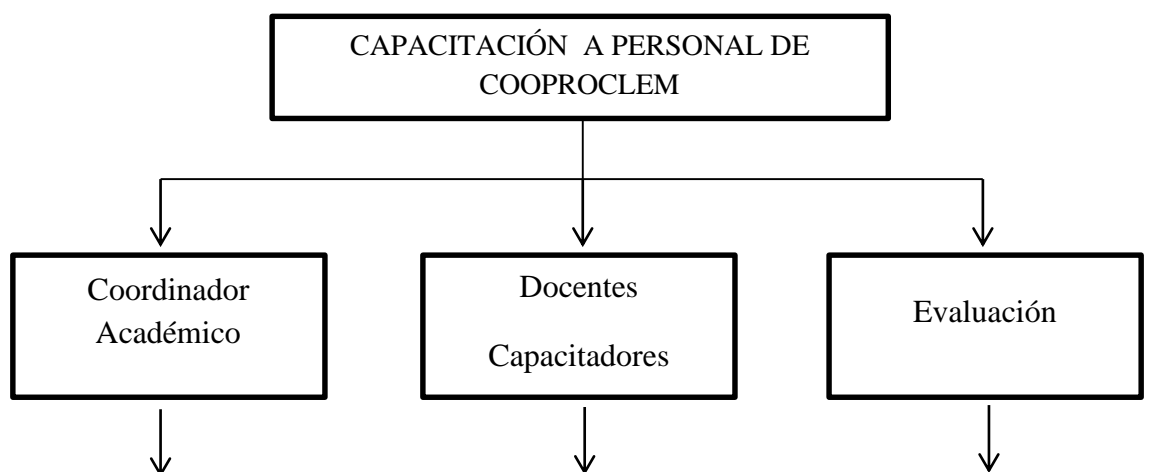 CAPACITACIÓN A PERSONAL DE
COOPROCLEM
Coordinador
Académico
Docentes
Capacitadores
Evaluación